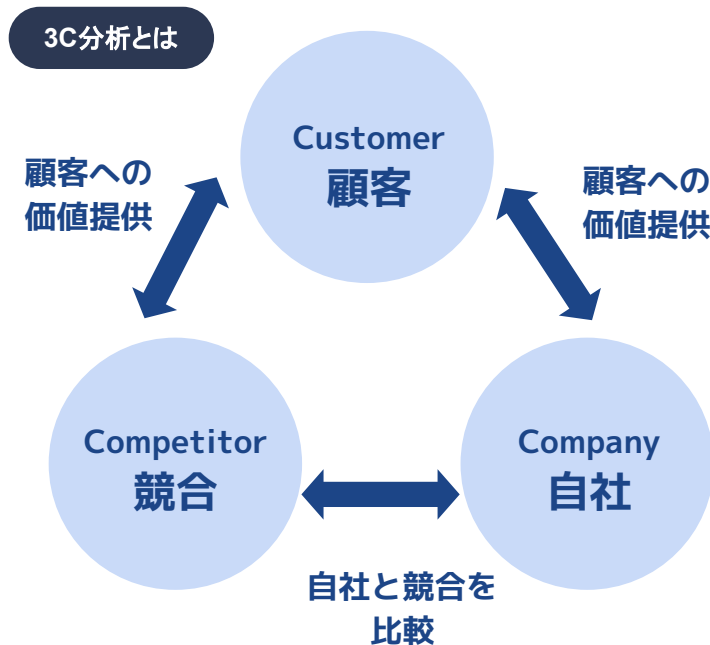 3C分析とは
Customer
顧客
顧客への
価値提供
顧客への
価値提供
Competitor
競合
Company
自社
自社と競合を
比較